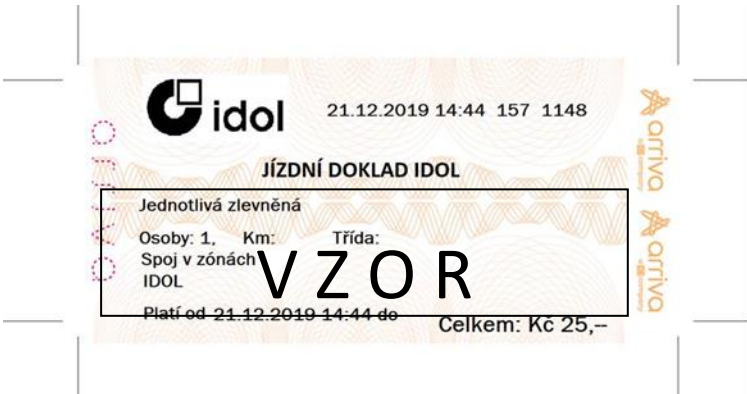 idol
21.12.2019 14:44 157 1148
JÍZDNÍ DOKLAD IDOL
Jednotlivá zlevněná
Osoby: 1, Km: Třída:
Spoj v zónách
IDOL
VZOR
Platí od 21.12.2019 14:44 do
Celkem: Kč 25,--
arriva
arriva
arriva